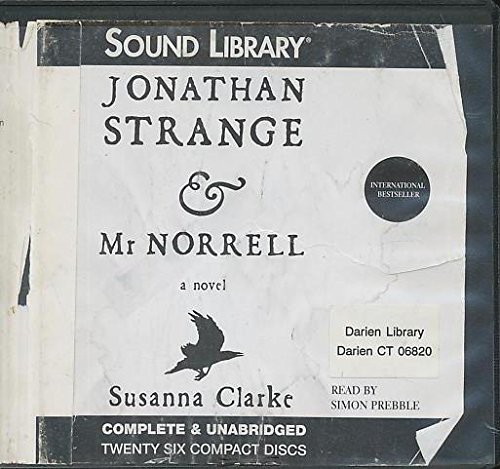 SOUND LIBRARY®
JONATHAN
STRANGE
&
Mr NORRELL
a novel
INTERNATIONAL
BESTSELLER
Darien Library
Darien CT 06820
Susanna Clarke
READ BY
SIMON PREBBLE
COMPLETE & UNABRIDGED
TWENTY SIX COMPACT DISCS